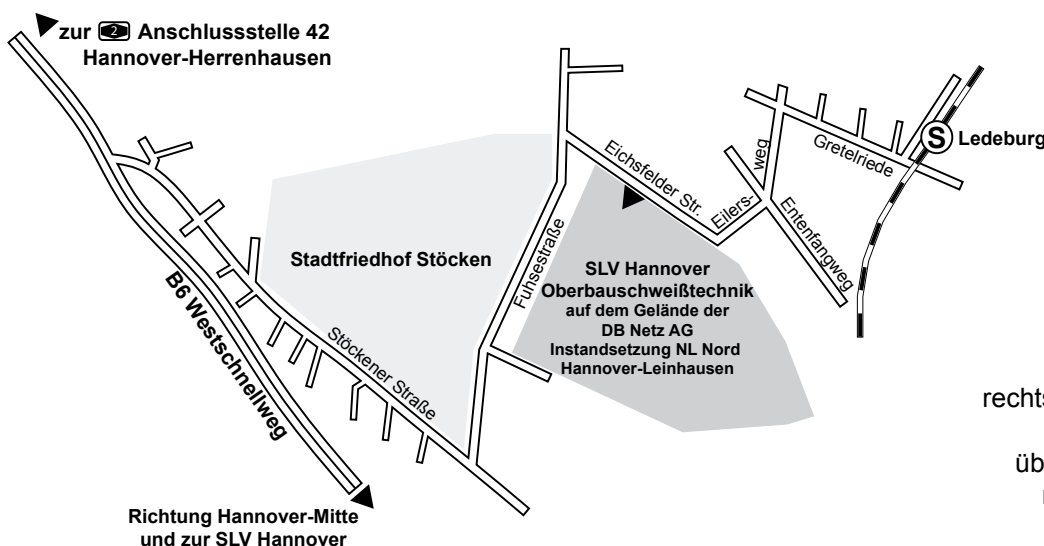 zur 2 Anschlussstelle 42
Hannover-Herrenhausen
Stadtfriedhof Stöcken
B6 Westschnellweg
Stöckener Straße
Fuhsestraße
Eichsfelder Str.
Eilers-
weg
Entenfangweg
Gretelriede
S Ledeburg
SLV Hannover
Oberbauschweißtechnik
auf dem Gelände der
DB Netz AG
Instandsetzung NL Nord
Hannover-Leinhausen
Richtung Hannover-Mitte
und zur SLV Hannover
rechts
üb